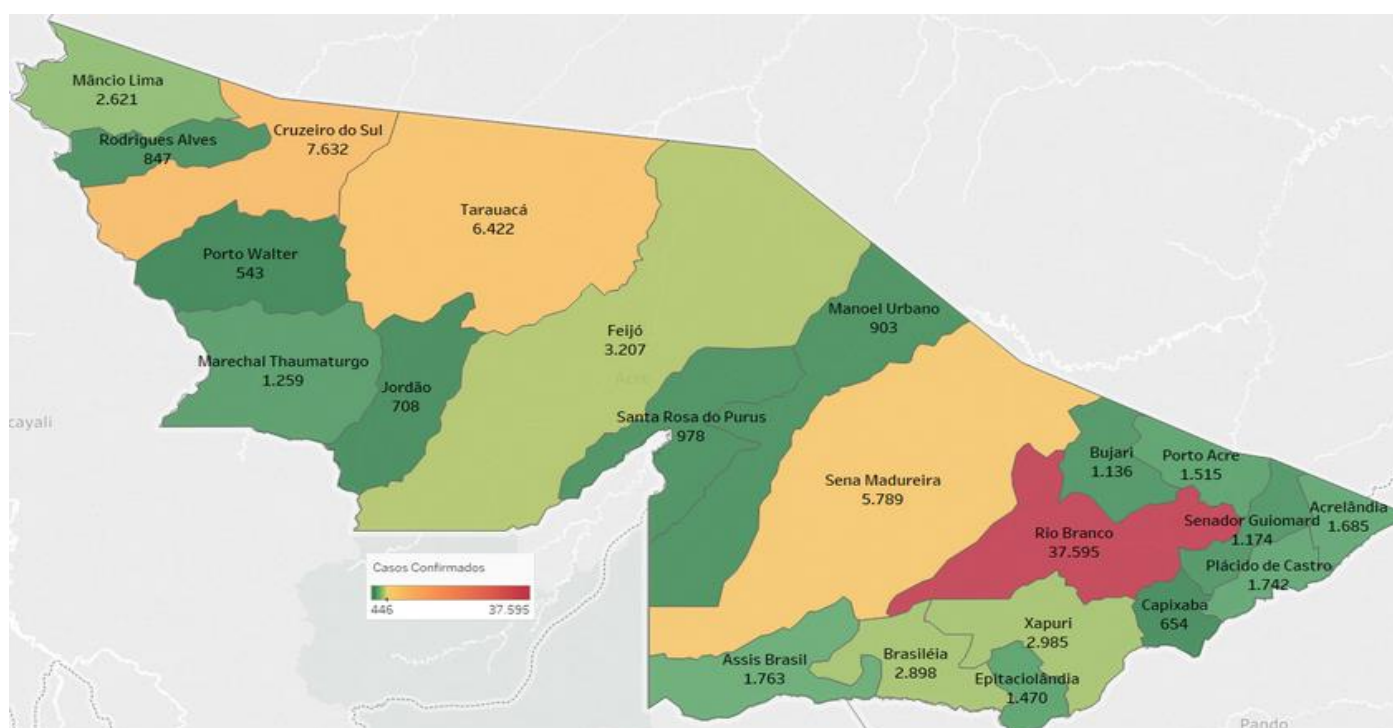 Mâncio Lima
2.621
Rodrigues Alves
847
Cruzeiro do Sul
7.632
Tarauacá
6.422
Porto Walter
543
Marechal Thaumaturgo
1.259
Jordão
708
Feijó
3.207
Acre
Manoel Urbano
903
Santa Rosa do Purus
978
Sena Madureira
5.789
Bujari
1.136
Porto Acre
1.515
Acrelândia
1.685
Senador Guiomard
1.174
Rio Branco
37.595
Plácido de Castro
1.742
Capixaba
654
Xapuri
2.985
Brasiléia
2.898
Epitaciolândia
1.470
Assis Brasil
1.763
cayali
Casos Confirmados
446
37.595
Pando